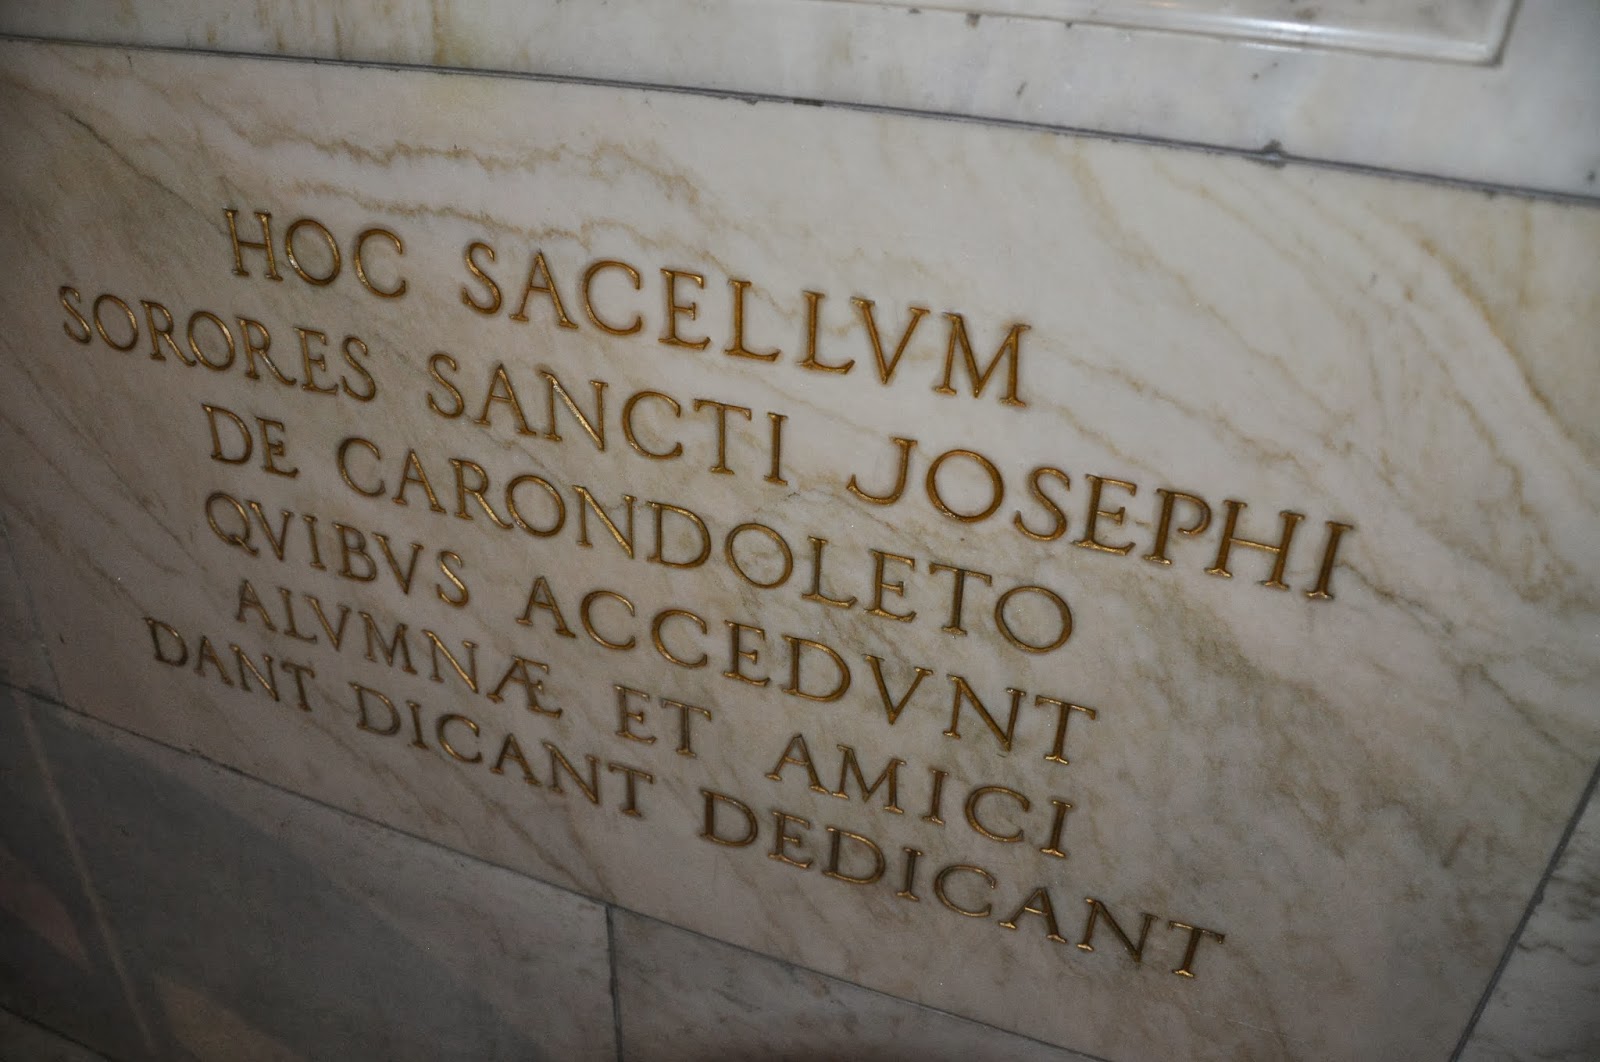 HOC SACELLVM
SORORES SANCTI JOSEPHI
DE CARONDOLETO
QVIBVS ACCEDVNT
ALVMNÆ ET AMICI
DANT DICANT DEDICANT